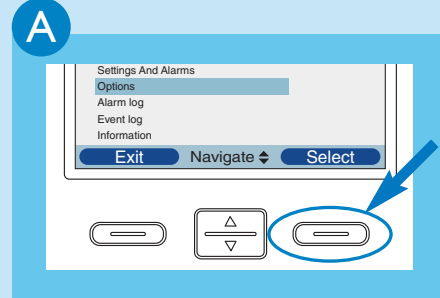 A
Settings And Alarms
Options
Alarm log
Event log
Information
Exit Navigate Select